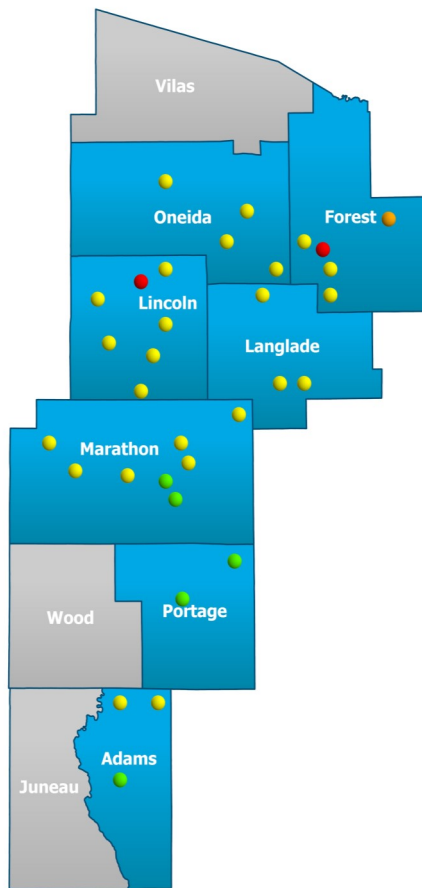 Vilas
Oneida
Forest
Lincoln
Langlade
Marathon
Wood
Portage
Adams
Juneau